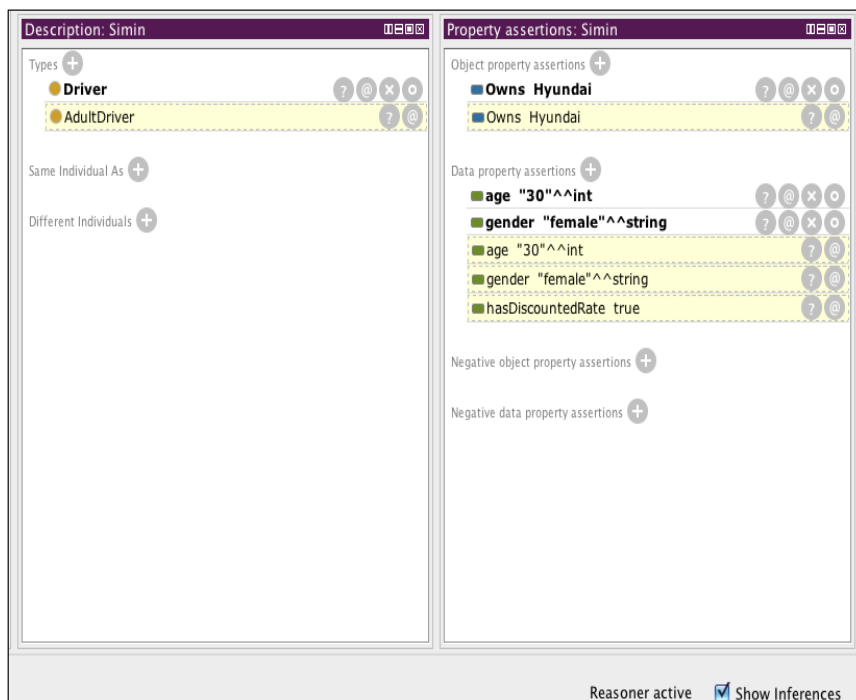 Description: Simin
Types
Driver
AdultDriver
Same Individual As
Different Individuals
Property assertions: Simin
Object property assertions
Owns Hyundai
Owns Hyundai
Data property assertions
age "30"^^int
gender "female"^^string
age "30"^^int
gender "female"^^string
hasDiscountedRate true
Negative object property assertions
Negative data property assertions
Reasoner active Show Inferences